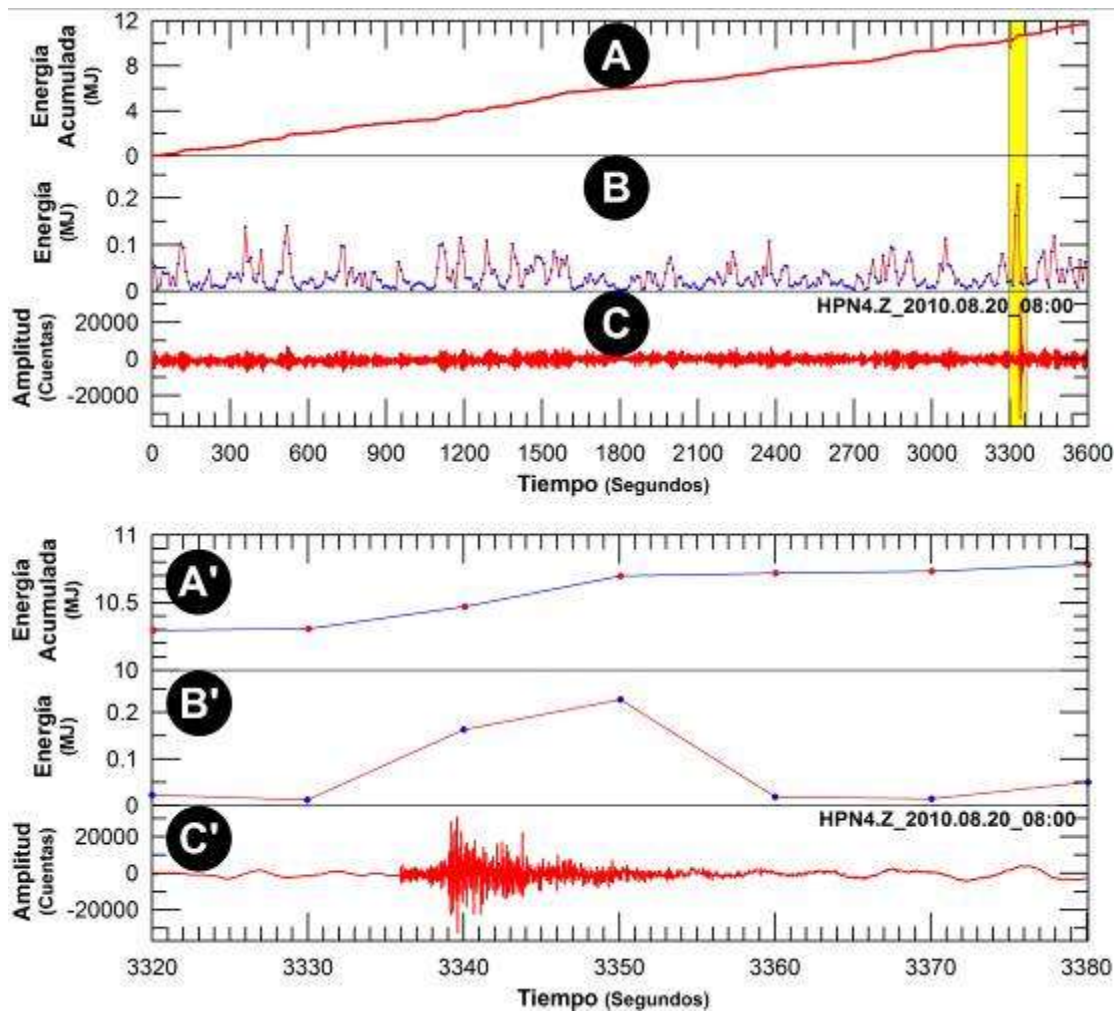 Energía
Acumulada
(MJ)
12
8
4
0
A
Energía
(MJ)
0.2
0.1
0
B
Amplitud
(Cuentas)
20000
0
-20000
C
HPN4.Z_2010.08.20_08:00
0 300 600 900 1200 1500 1800 2100 2400 2700 3000 3300 3600
Tiempo (Segundos)
Energía
Acumulada
(MJ)
11
10.5
10
A'
Energía
(MJ)
0.2
0.1
0
B'
Amplitud
(Cuentas)
20000
0
-20000
C'
HPN4.Z_2010.08.20_08:00
3320 3330 3340 3350 3360 3370 3380
Tiempo (Segundos)